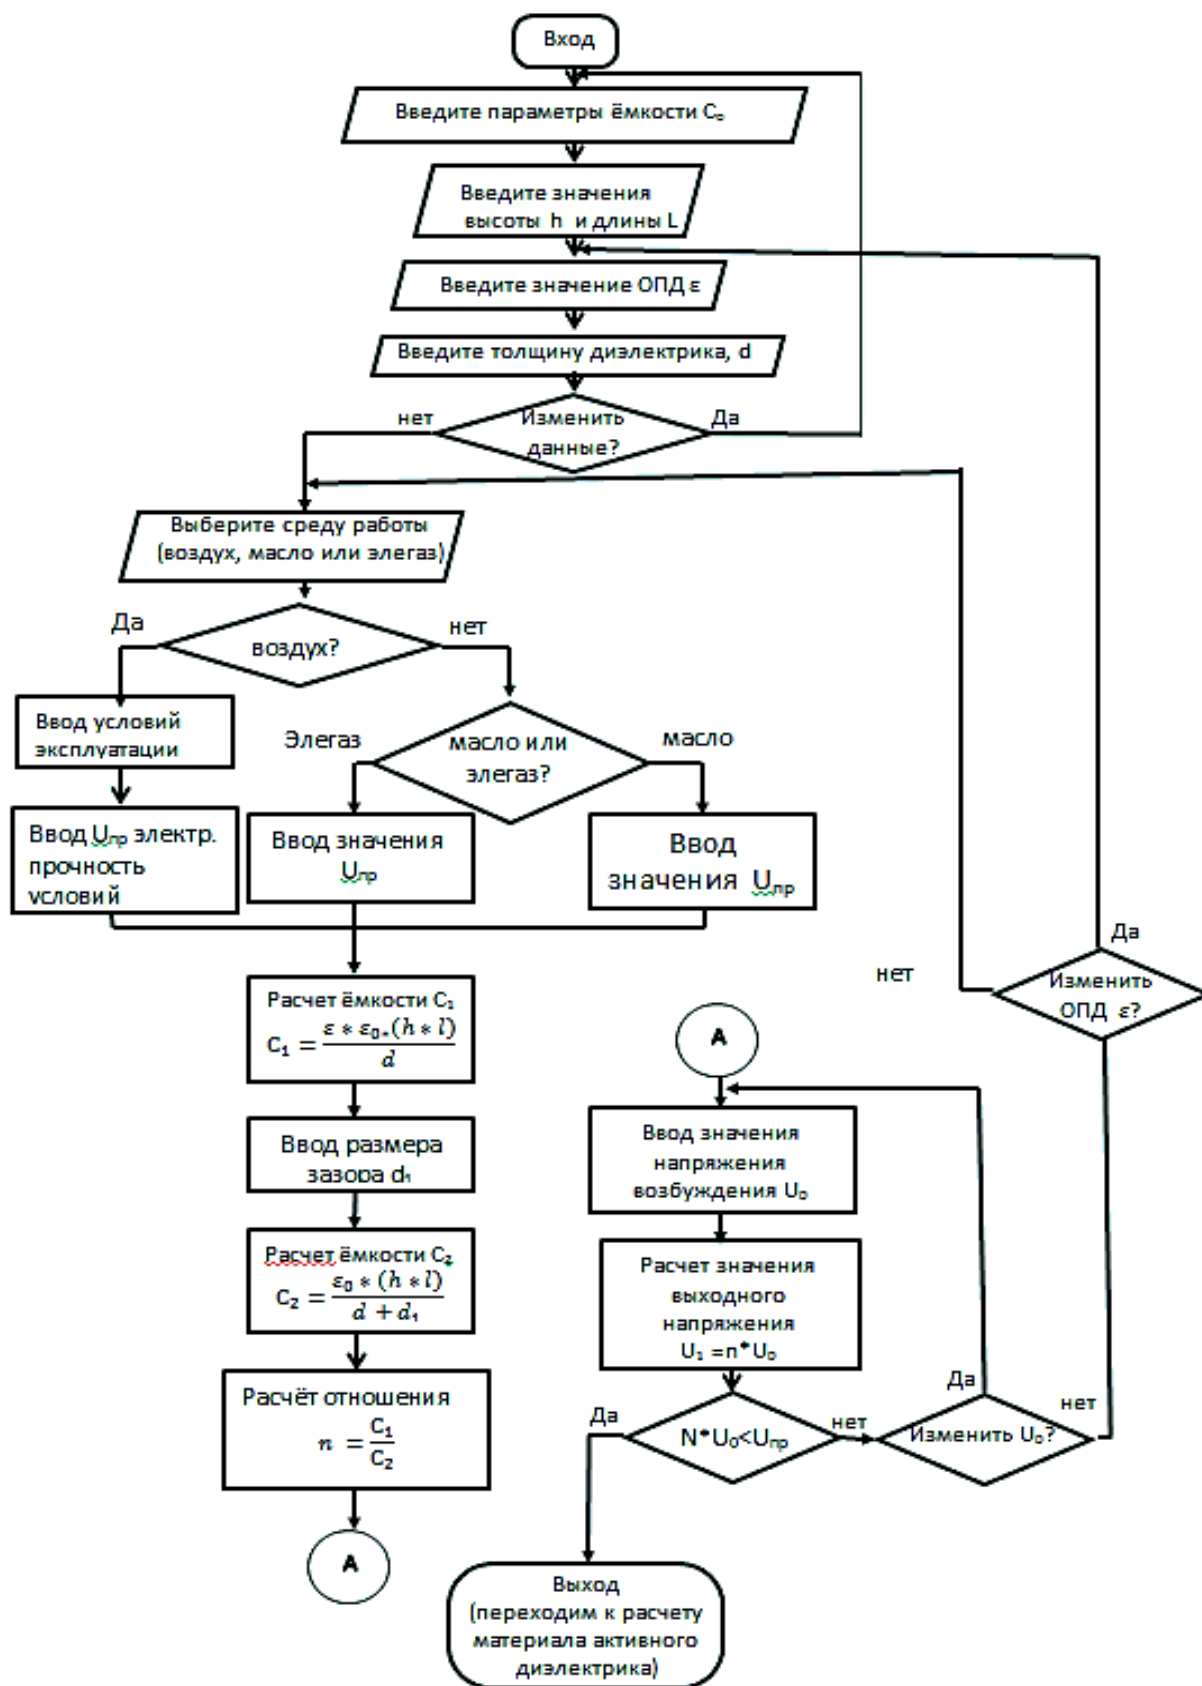 Вход
Введите параметры ёмкости C₀
Введите значения
высоты h и длины L
Введите значение ОПД ε
Введите толщину диэлектрика, d
нет
Изменить
данные?
Да
Выберите среду работы
(воздух, масло или элегаз)
Да
воздух?
нет
Ввод условий
эксплуатации
Элегаз
масло или
элегаз?
масло
Ввод Uпр электр.
прочность
условий
Ввод значения
Uпр
Ввод
значения Uпр
Расчет ёмкости C₁
C₁ = ε * ε₀*(h * l) / d
Ввод размера
зазора d₁
Расчет ёмкости C₂
C₂ = ε₀ * (h * l) / d + d₁
Расчёт отношения
n = C₁ / C₂
A
A
Ввод значения
напряжения
возбуждения U₀
Расчет значения
выходного
напряжения
U₁ =n*U₀
Да
N*U₀<Uпр
нет
Да
Изменить U₀?
нет
нет
Да
Изменить
ОПД ε?
Выход
(переходим к расчету
материала активного
диэлектрика)